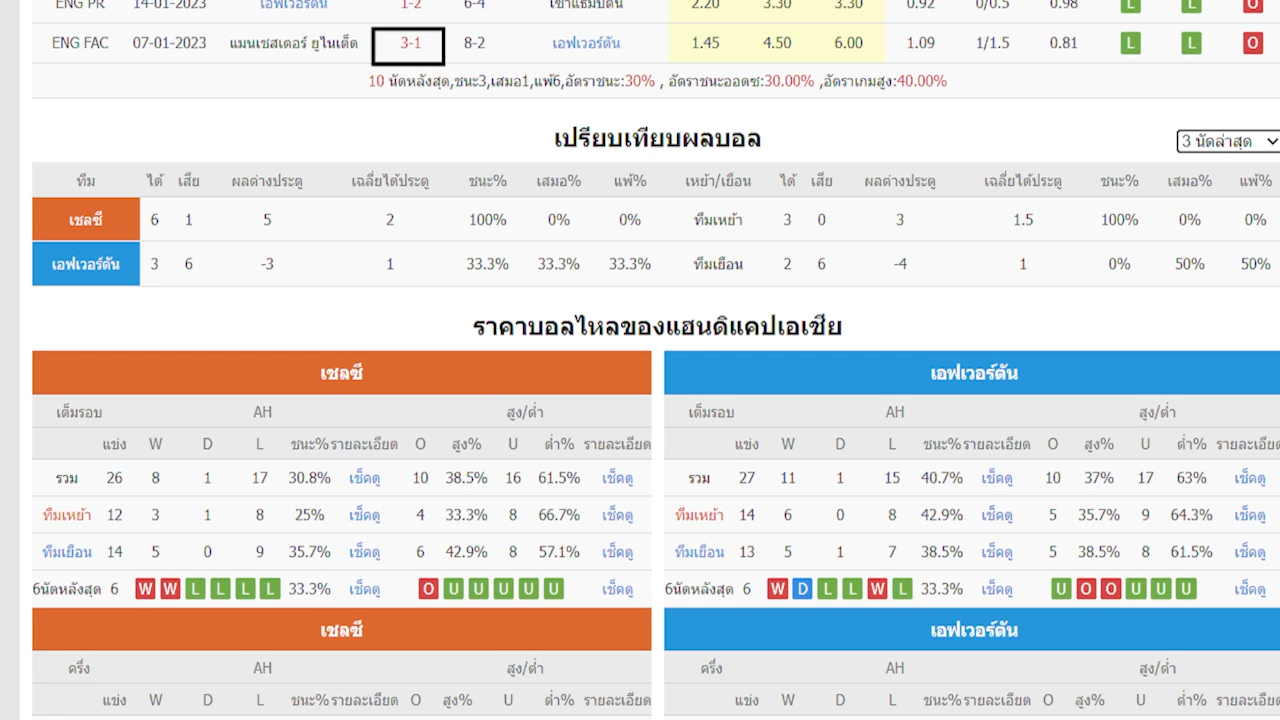 ENG PR 14-01-2023 เอฟเวอร์ตัน 1-2 6-4 เซาแธมป์ตัน 2.20 3.30 3.30 0.92 0/0.5 0.98 L L O
ENG FAC 07-01-2023 แมนเชสเตอร์ ยูไนเต็ด 3-1 8-2 เอฟเวอร์ตัน 1.45 4.50 6.00 1.09 1/1.5 0.81 L L O
10 นัดหลังสุด,ชนะ3,เสมอ1,แพ้6,อัตราชนะ:30% , อัตราชนะออดซ:30.00% ,อัตราเกมสูง:40.00%
เปรียบเทียบผลบอล
3 นัดล่าสุด
ทีม ได้ เสีย ผลต่างประตู เฉลี่ยได้ประตู ชนะ% เสมอ% แพ้% เหย้า/เยือน ได้ เสีย ผลต่างประตู เฉลี่ยได้ประตู ชนะ% เสมอ% แพ้%
เชลซี 6 1 5 2 100% 0% 0% ทีมเหย้า 3 0 3 1.5 100% 0% 0%
เอฟเวอร์ตัน 3 6 -3 1 33.3% 33.3% 33.3% ทีมเยือน 2 6 -4 1 0% 50% 50%
ราคาบอลไหลของแฮนดิแคปเอเชีย
เชลซี เอฟเวอร์ตัน
เต็มรอบ AH สูง/ต่ำ เต็มรอบ AH สูง/ต่ำ
แข่ง W D L ชนะ% รายละเอียด O สูง% U ต่ำ% รายละเอียด แข่ง W D L ชนะ% รายละเอียด O สูง% U ต่ำ% รายละเอียด
รวม 26 8 1 17 30.8% เช็คดู 10 38.5% 16 61.5% เช็คดู รวม 27 11 1 15 40.7% เช็คดู 10 37% 17 63% เช็คดู
ทีมเหย้า 12 3 1 8 25% เช็คดู 4 33.3% 8 66.7% เช็คดู ทีมเหย้า 14 6 0 8 42.9% เช็คดู 5 35.7% 9 64.3% เช็คดู
ทีมเยือน 14 5 0 9 35.7% เช็คดู 6 42.9% 8 57.1% เช็คดู ทีมเยือน 13 5 1 7 38.5% เช็คดู 5 38.5% 8 61.5% เช็คดู
6นัดหลังสุด 6 W W L L L L 33.3% เช็คดู O U U U U U เช็คดู 6นัดหลังสุด 6 W D L L W L 33.3% เช็คดู U O O U U U เช็คดู
เชลซี เอฟเวอร์ตัน
ครึ่ง AH สูง/ต่ำ ครึ่ง AH สูง/ต่ำ
แข่ง W D L ชนะ% รายละเอียด O สูง% U ต่ำ% รายละเอียด แข่ง W D L ชนะ% รายละเอียด O สูง% U ต่ำ% รายละเอียด